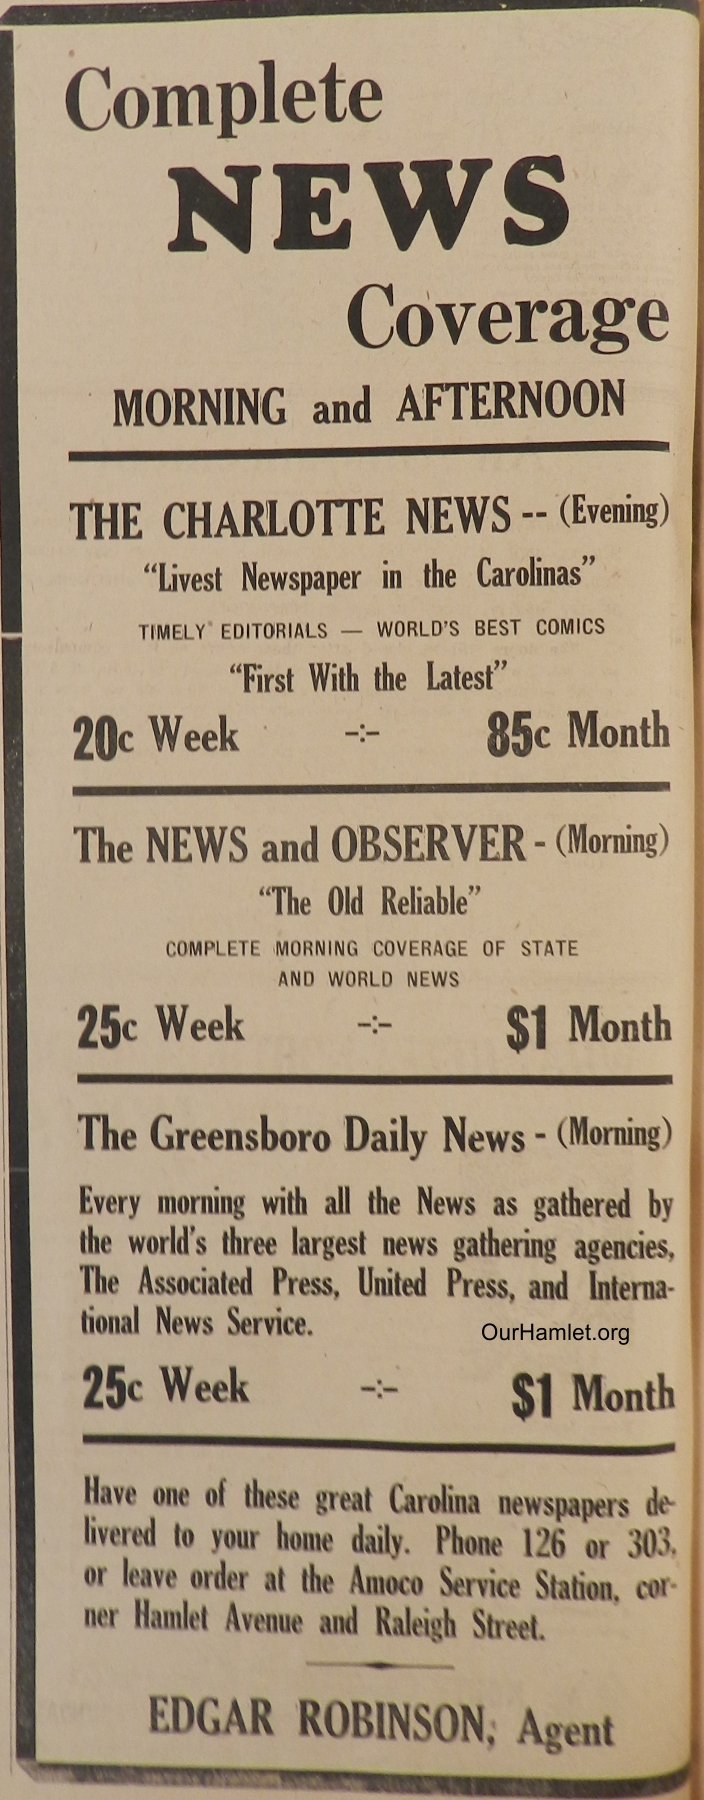 Complete
NEWS
Coverage
MORNING and AFTERNOON
THE CHARLOTTE NEWS -- (Evening)
“Livest Newspaper in the Carolinas”
TIMELY EDITORIALS — WORLD'S BEST COMICS
“First With the Latest”
20c Week -:- 85c Month
The NEWS and OBSERVER - (Morning)
“The Old Reliable”
COMPLETE MORNING COVERAGE OF STATE
AND WORLD NEWS
25c Week -:- $1 Month
The Greensboro Daily News - (Morning)
Every morning with all the News as gathered by
the world's three largest news gathering agencies,
The Associated Press, United Press, and Interna-
tional News Service.
OurHamlet.org
25c Week -:- $1 Month
Have one of these great Carolina newspapers de-
livered to your home daily. Phone 126 or 303,
or leave order at the Amoco Service Station, cor-
ner Hamlet Avenue and Raleigh Street.
EDGAR ROBINSON, Agent